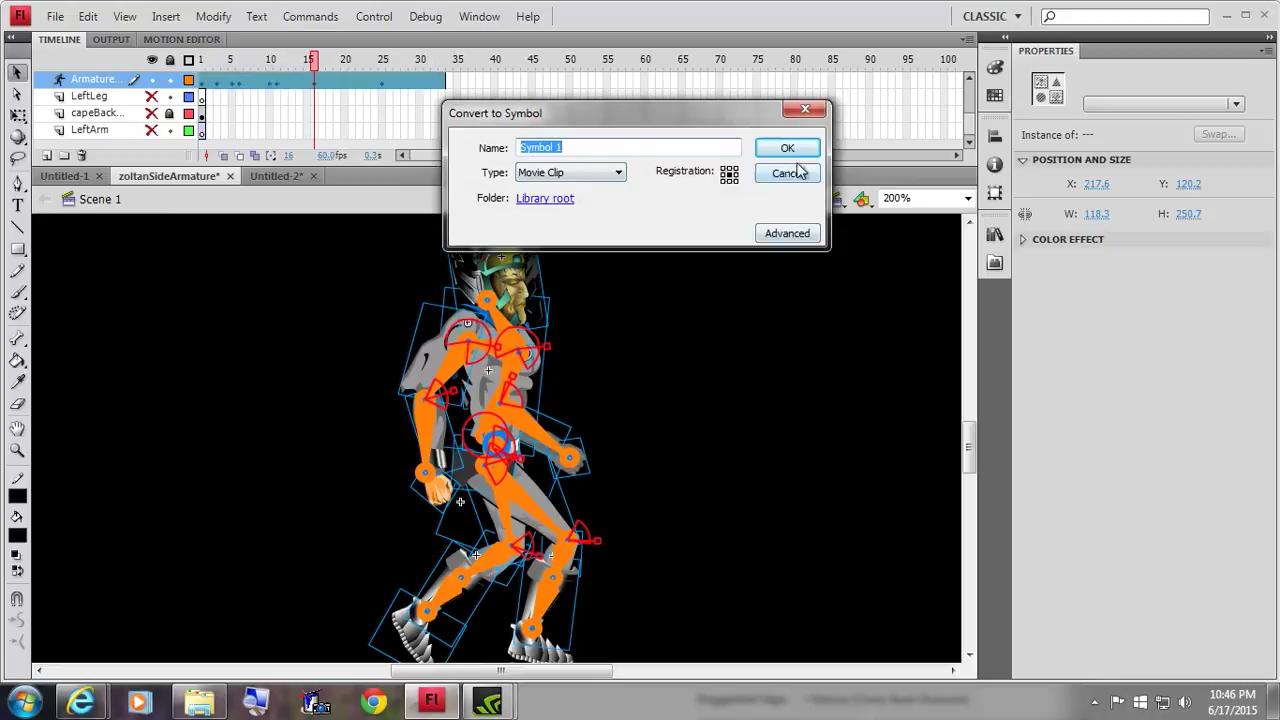 Fl File Edit View Insert Modify Text Commands Control Debug Window Help CLASSIC
TIMELINE OUTPUT MOTION EDITOR
1 5 10 15 20 25 30 35 40 45 50 55 60 65 70 75 80 85 90 95 100
Armature...
LeftLeg
capeBack...
LeftArm
16 60.0fps 0.3s
Untitled-1 zoltanSideArmature* Untitled-2*
Scene 1
200%
Convert to Symbol
Name: Symbol 1 OK
Type: Movie Clip Registration: Cancel
Folder: Library root
Advanced
PROPERTIES
Instance of: --- Swap...
POSITION AND SIZE
X: 217.6 Y: 120.2
W: 118.3 H: 250.7
COLOR EFFECT
Fl
10:46 PM
6/17/2015